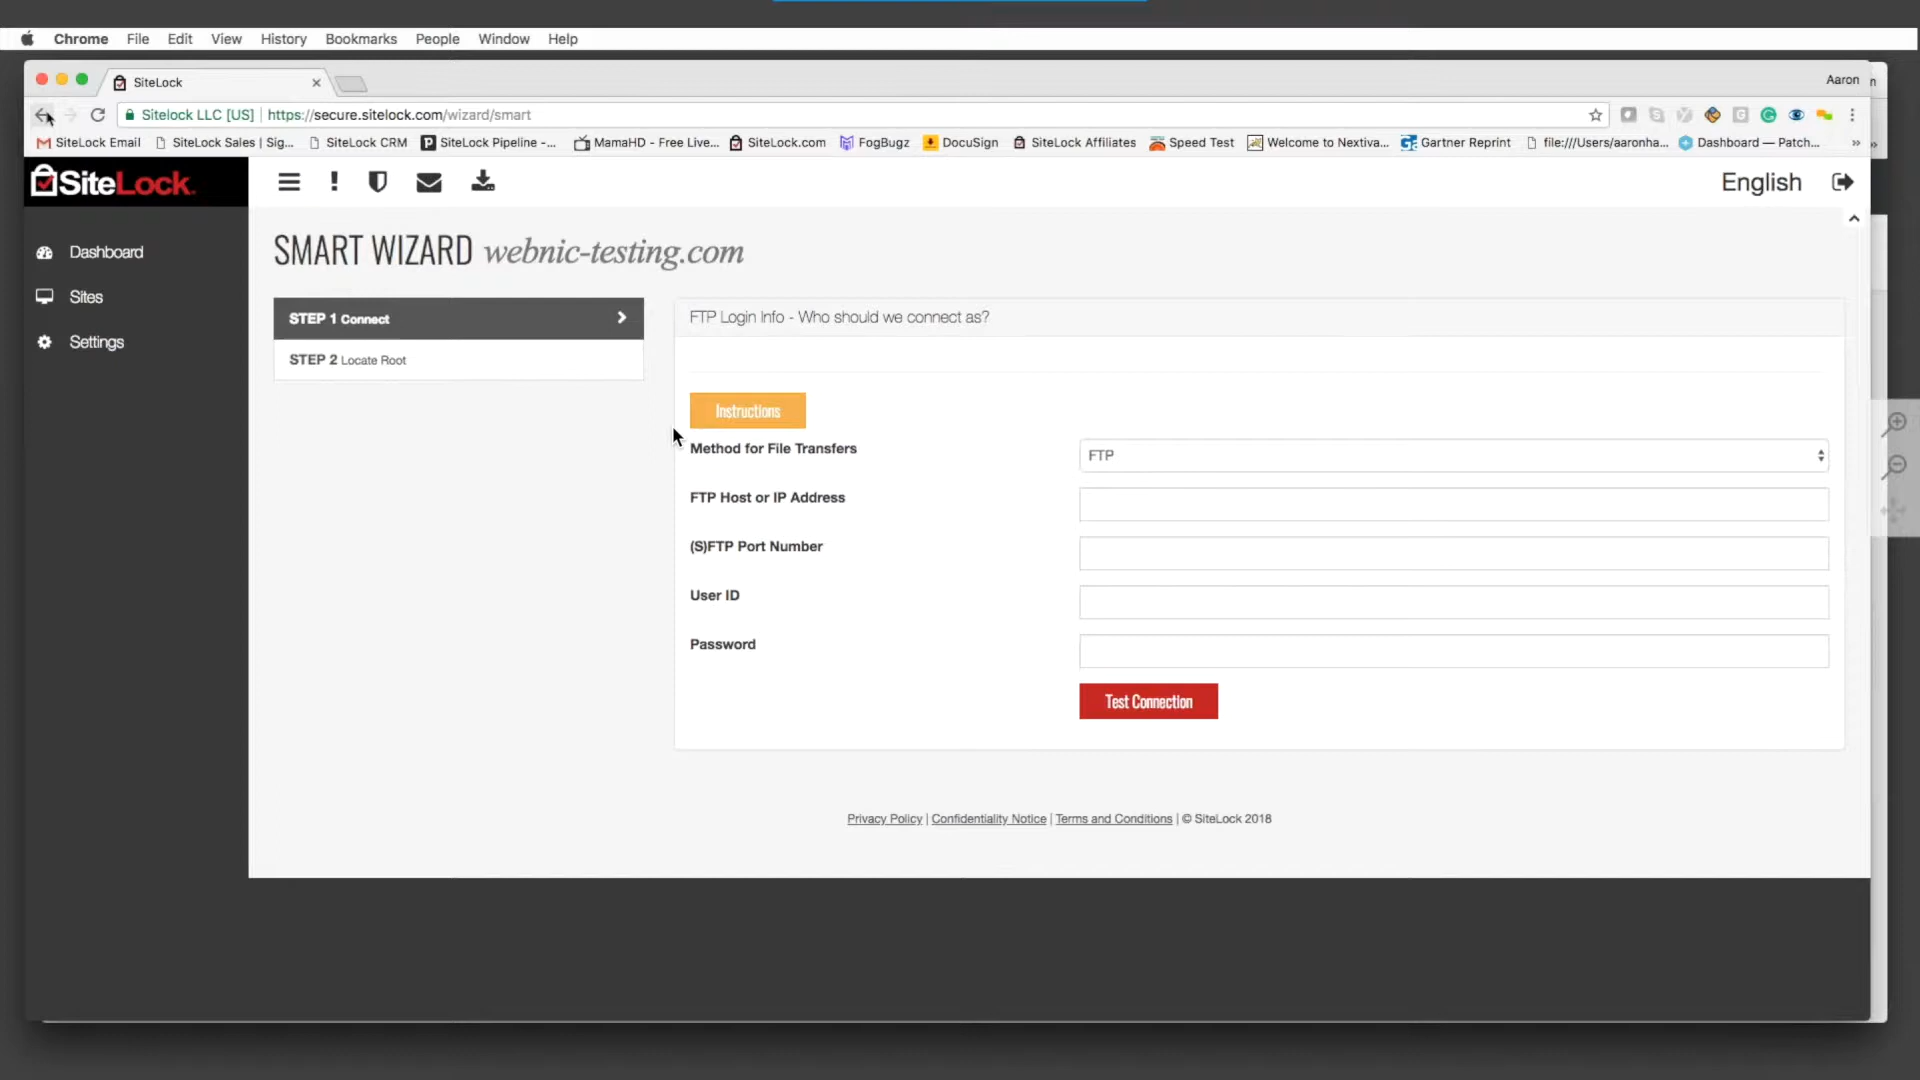 Chrome File Edit View History Bookmarks People Window Help
SiteLock Aaron
Sitelock LLC [US] https://secure.sitelock.com/wizard/smart
SiteLock Email SiteLock Sales | Sig... SiteLock CRM SiteLock Pipeline -... MamaHD - Free Live... SiteLock.com FogBugz DocuSign SiteLock Affiliates Speed Test Welcome to Nextiva... Gartner Reprint file:///Users/aaronha... Dashboard — Patch... »
SiteLock English
Dashboard
Sites
Settings
SMART WIZARD webnic-testing.com
STEP 1 Connect
STEP 2 Locate Root
FTP Login Info - Who should we connect as?
Instructions
Method for File Transfers FTP
FTP Host or IP Address
(S)FTP Port Number
User ID
Password
Test Connection
Privacy Policy | Confidentiality Notice | Terms and Conditions | © SiteLock 2018